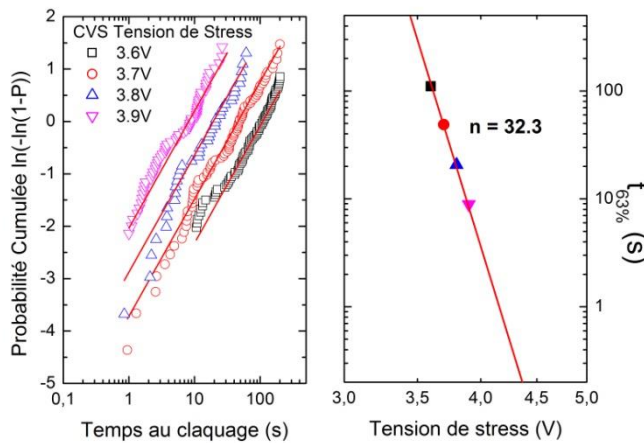 CVS Tension de Stress
3.6V
3.7V
3.8V
3.9V
Probabilité Cumulée ln(-ln(1-P))
2
1
0
-1
-2
-3
-4
-5
0,1
1
10
100
Temps au claquage (s)
n = 32.3
100
10
1
t63% (s)
3,0
3,5
4,0
4,5
5,0
Tension de stress (V)